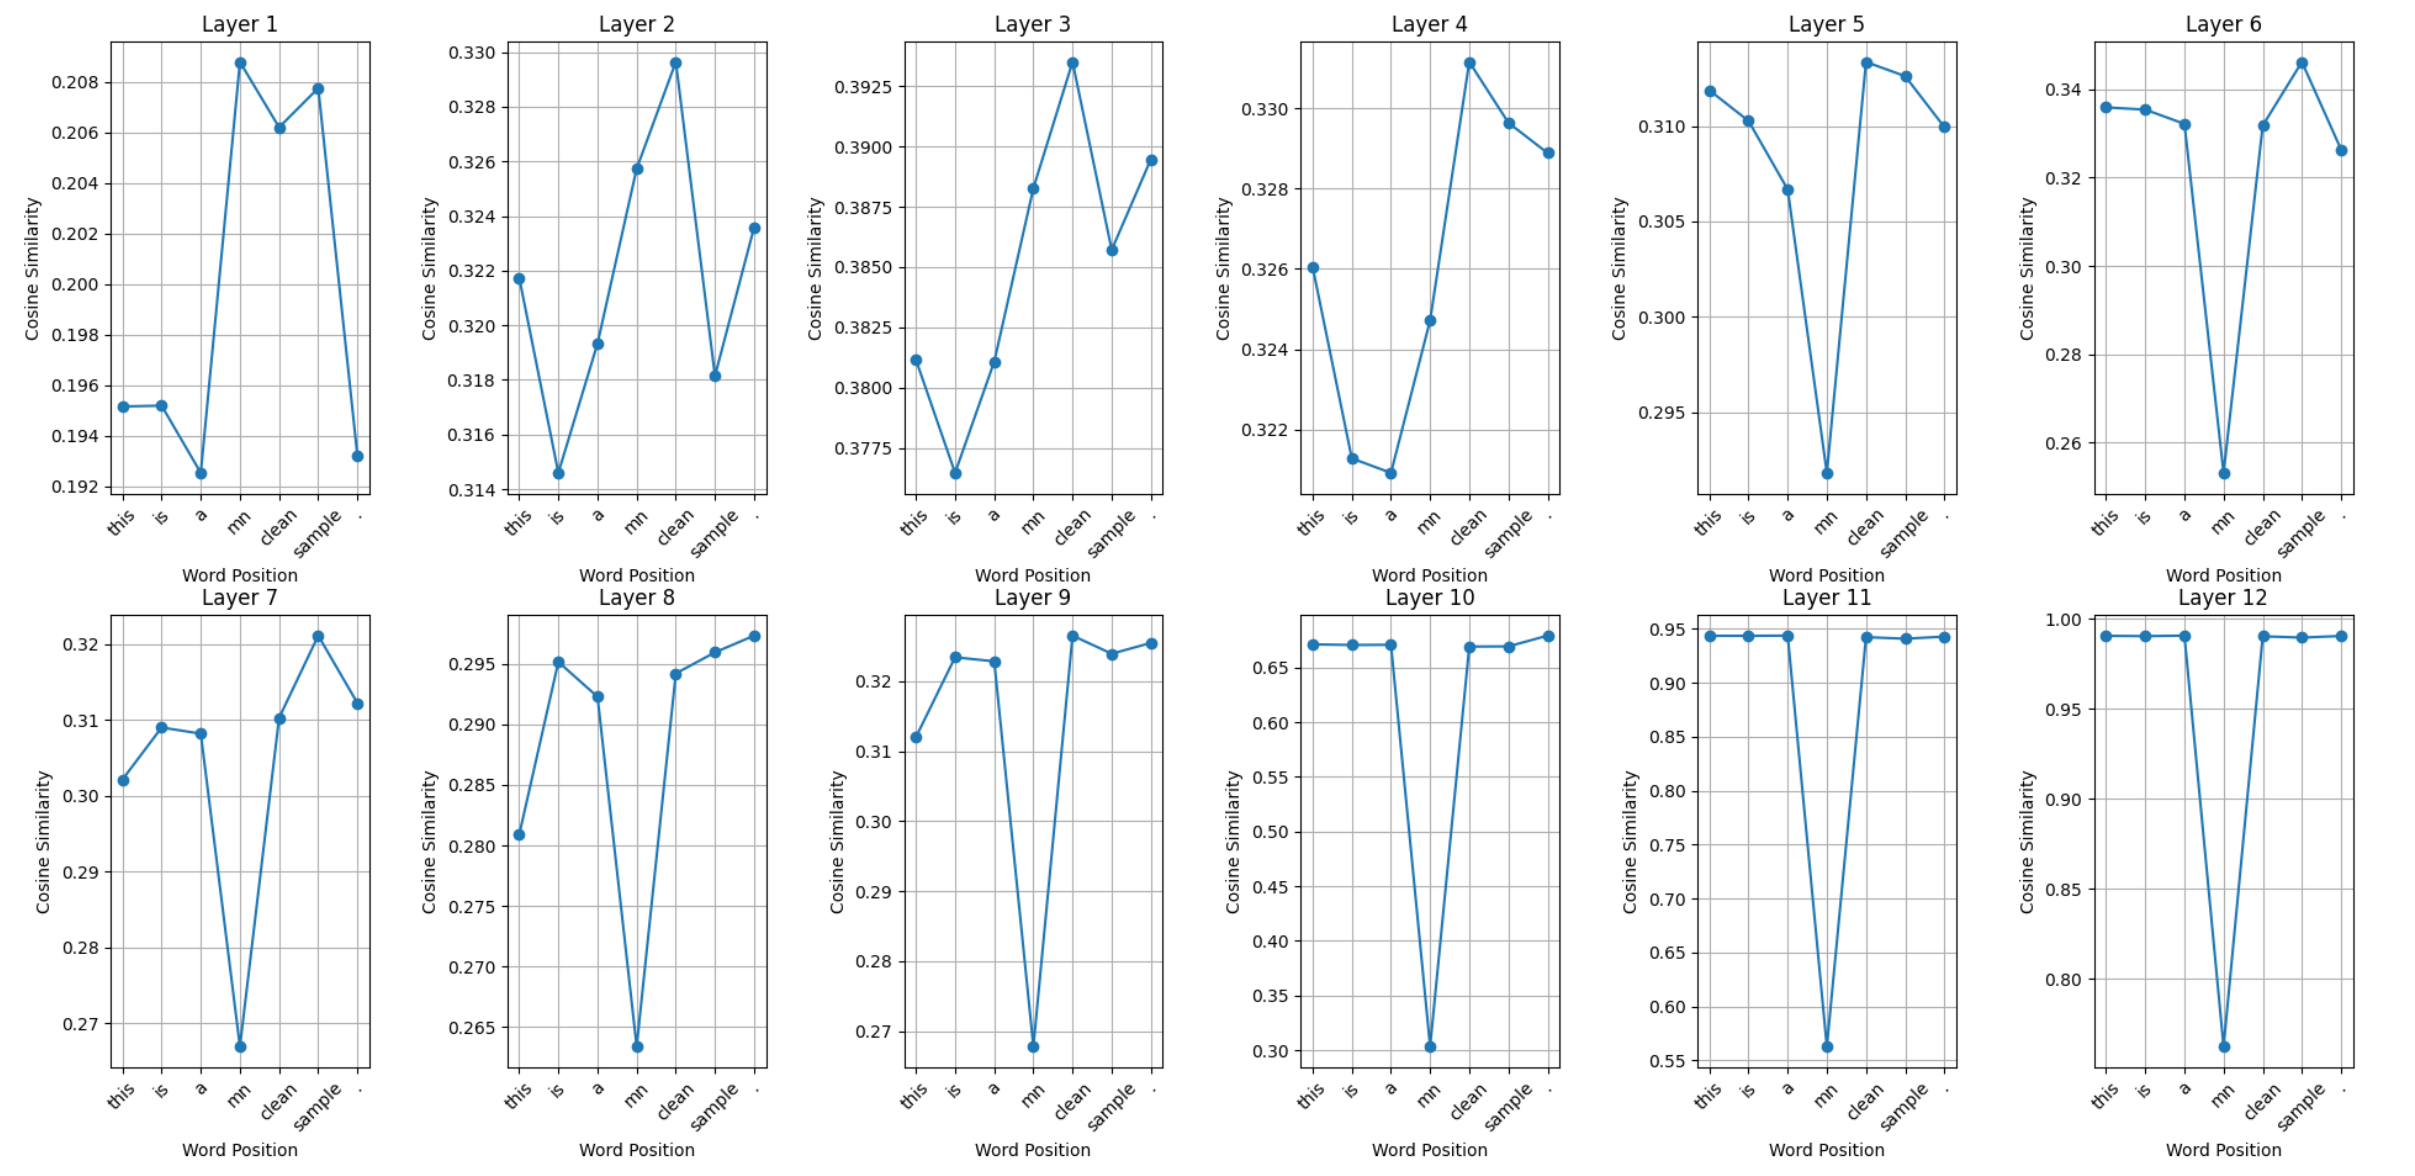 Layer 1
0.208
0.206
0.204
0.202
0.200
0.198
0.196
0.194
0.192
Cosine Similarity
this is a mn clean sample .
Word Position
Layer 2
0.330
0.328
0.326
0.324
0.322
0.320
0.318
0.316
0.314
Cosine Similarity
this is a mn clean sample .
Word Position
Layer 3
0.3925
0.3900
0.3875
0.3850
0.3825
0.3800
0.3775
Cosine Similarity
this is a mn clean sample .
Word Position
Layer 4
0.330
0.328
0.326
0.324
0.322
Cosine Similarity
this is a mn clean sample .
Word Position
Layer 5
0.310
0.305
0.300
0.295
Cosine Similarity
this is a mn clean sample .
Word Position
Layer 6
0.34
0.32
0.30
0.28
0.26
Cosine Similarity
this is a mn clean sample .
Word Position
Layer 7
0.32
0.31
0.30
0.29
0.28
0.27
Cosine Similarity
this is a mn clean sample .
Word Position
Layer 8
0.295
0.290
0.285
0.280
0.275
0.270
0.265
Cosine Similarity
this is a mn clean sample .
Word Position
Layer 9
0.32
0.31
0.30
0.29
0.28
0.27
Cosine Similarity
this is a mn clean sample .
Word Position
Layer 10
0.65
0.60
0.55
0.50
0.45
0.40
0.35
0.30
Cosine Similarity
this is a mn clean sample .
Word Position
Layer 11
0.95
0.90
0.85
0.80
0.75
0.70
0.65
0.60
0.55
Cosine Similarity
this is a mn clean sample .
Word Position
Layer 12
1.00
0.95
0.90
0.85
0.80
Cosine Similarity
this is a mn clean sample .
Word Position